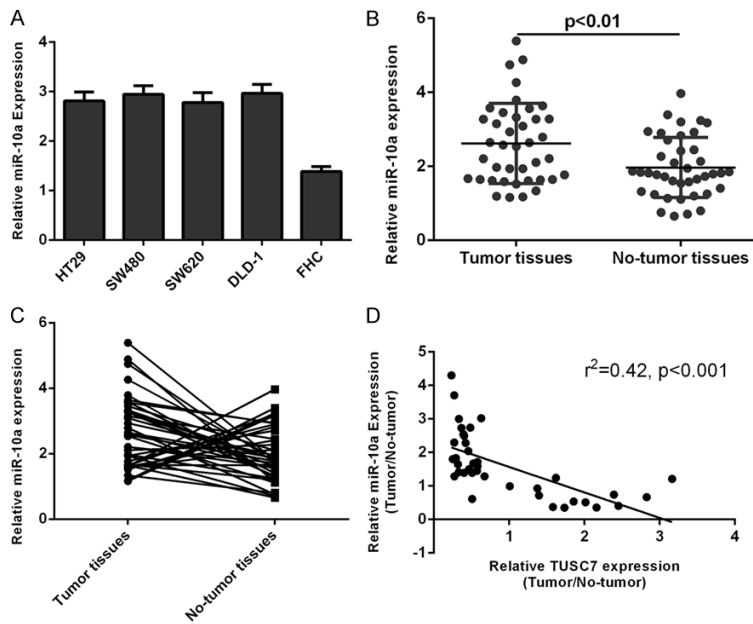 A
Relative miR-10a Expression
4
3
2
1
0
HT29
SW480
SW620
DLD-1
FHC
B
Relative miR-10a expression
6
4
2
0
p<0.01
Tumor tissues
No-tumor tissues
C
Relative miR-10a expression
6
4
2
0
Tumor tissues
No-tumor tissues
D
Relative miR-10a Expression
(Tumor/No-tumor)
5
4
3
2
1
0
-1
r²=0.42, p<0.001
1
2
3
4
Relative TUSC7 expression
(Tumor/No-tumor)